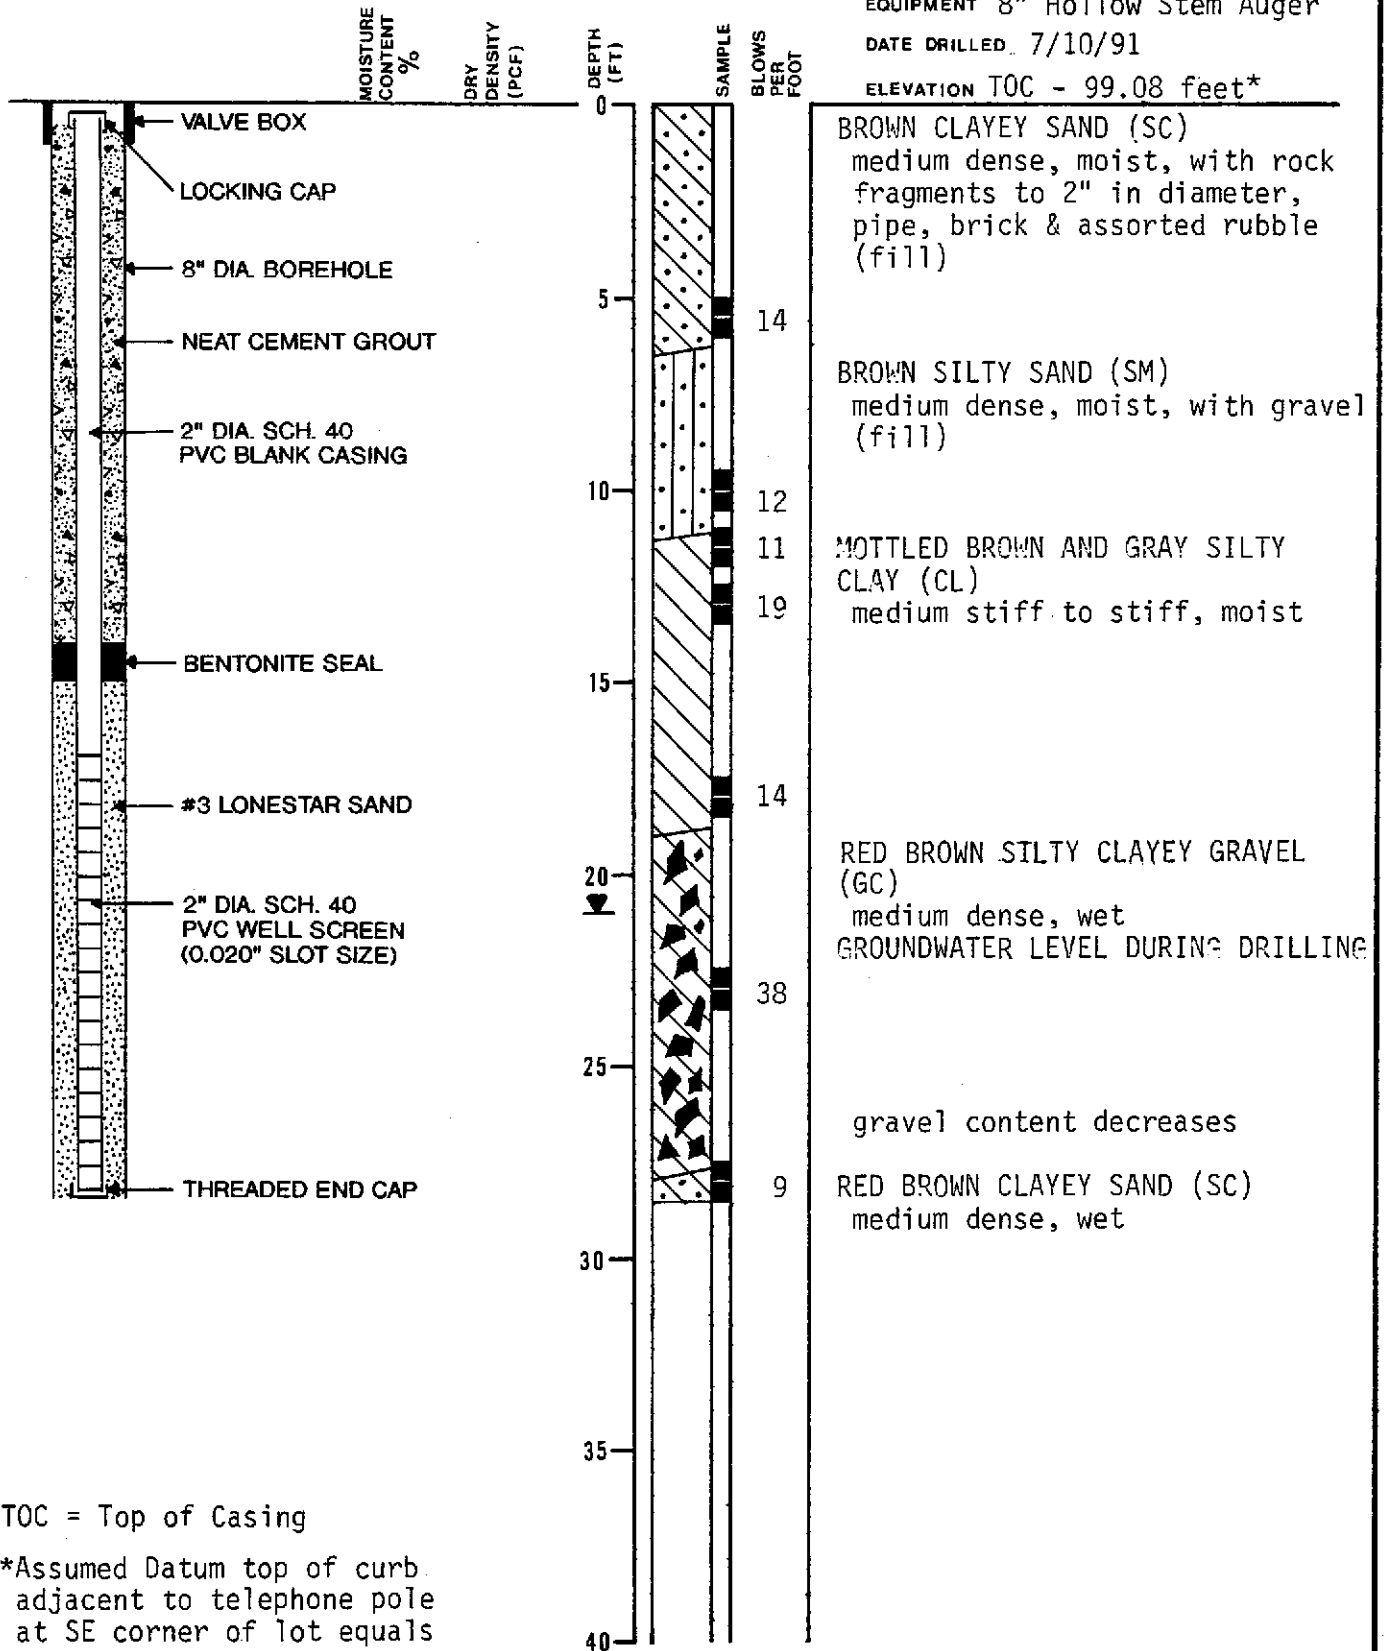 EQUIPMENT 8" Hollow Stem Auger
DATE DRILLED 7/10/91
ELEVATION TOC - 99.08 feet*
MOISTURE
CONTENT
%
DRY
DENSITY
(PCF)
DEPTH
(FT)
SAMPLE
BLOWS
PER
FOOT
0
VALVE BOX
LOCKING CAP
8" DIA. BOREHOLE
NEAT CEMENT GROUT
2" DIA. SCH. 40
PVC BLANK CASING
BENTONITE SEAL
#3 LONESTAR SAND
2" DIA. SCH. 40
PVC WELL SCREEN
(0.020" SLOT SIZE)
THREADED END CAP
5
10
15
20
25
30
35
40
14
12
11
19
14
38
9
BROWN CLAYEY SAND (SC)
medium dense, moist, with rock
fragments to 2" in diameter,
pipe, brick & assorted rubble
(fill)
BROWN SILTY SAND (SM)
medium dense, moist, with gravel
(fill)
MOTTLED BROWN AND GRAY SILTY
CLAY (CL)
medium stiff to stiff, moist
RED BROWN SILTY CLAYEY GRAVEL
(GC)
medium dense, wet
GROUNDWATER LEVEL DURING DRILLING
gravel content decreases
RED BROWN CLAYEY SAND (SC)
medium dense, wet
TOC = Top of Casing
*Assumed Datum top of curb
adjacent to telephone pole
at SE corner of lot equals